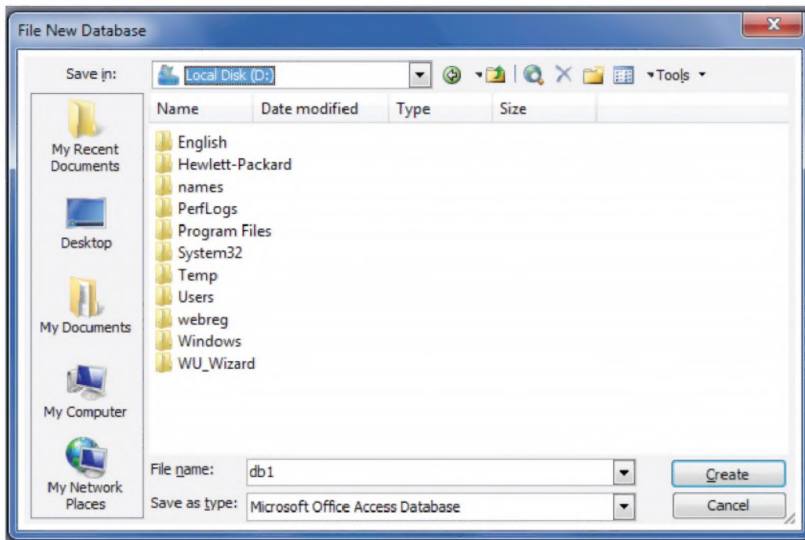 File New Database
Save in:
Local Disk (D:)
Tools
My Recent Documents
Desktop
My Documents
My Computer
My Network Places
Name Date modified Type Size
English
Hewlett-Packard
names
PerfLogs
Program Files
System32
Temp
Users
webreg
Windows
WU_Wizard
File name: db1
Create
Save as type: Microsoft Office Access Database
Cancel